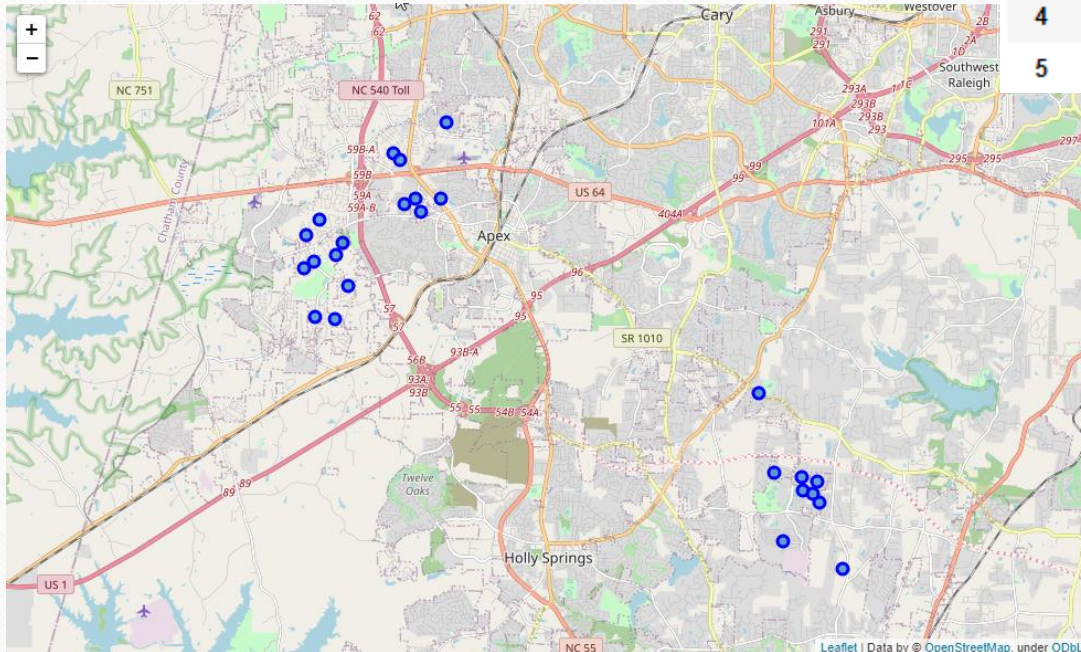 +
−
4
5
62
62
Cary
Asbury
Westover
291
291
2B
2A
1D
1C
Southwest
Raleigh
NC 751
NC 540 Toll
293A
293B
293B
293
101A
59B-A
59B
59A
59A-B
99
99
295
295
297
US 64
404A
Chatham County
Apex
96
95
95
57
57
SR 1010
93B-A
56B
93A
93B
55
55
54B
54A
89
89
Twelve
Oaks
Holly Springs
US 1
NC 55
Leaflet | Data by © OpenStreetMap, under ODbL